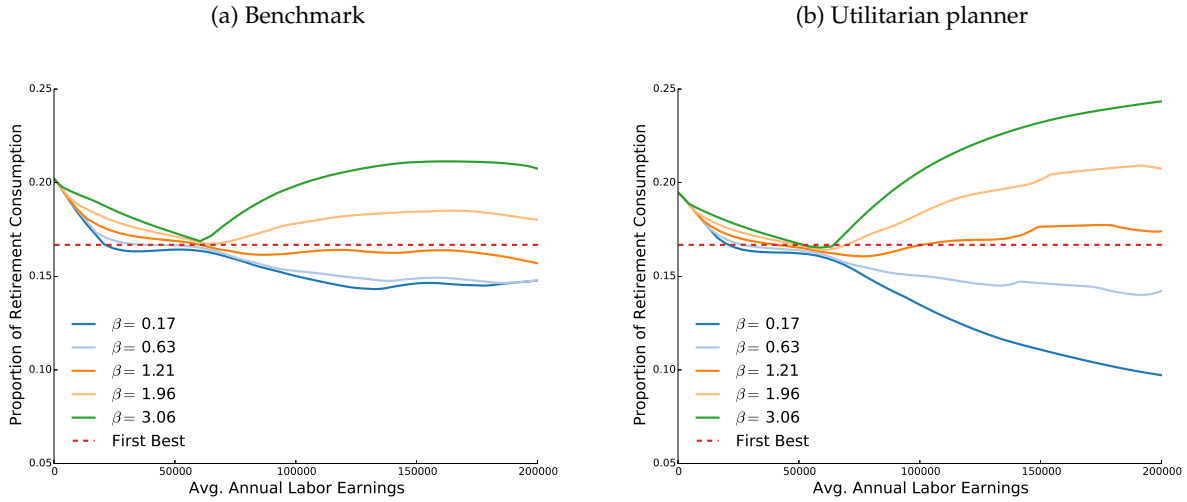 (a) Benchmark
0.25
0.20
0.15
0.10
0.05
Proportion of Retirement Consumption
β = 0.17
β = 0.63
β = 1.21
β = 1.96
β = 3.06
First Best
0 50000 100000 150000 200000
Avg. Annual Labor Earnings
(b) Utilitarian planner
0.25
0.20
0.15
0.10
0.05
Proportion of Retirement Consumption
β = 0.17
β = 0.63
β = 1.21
β = 1.96
β = 3.06
First Best
0 50000 100000 150000 200000
Avg. Annual Labor Earnings